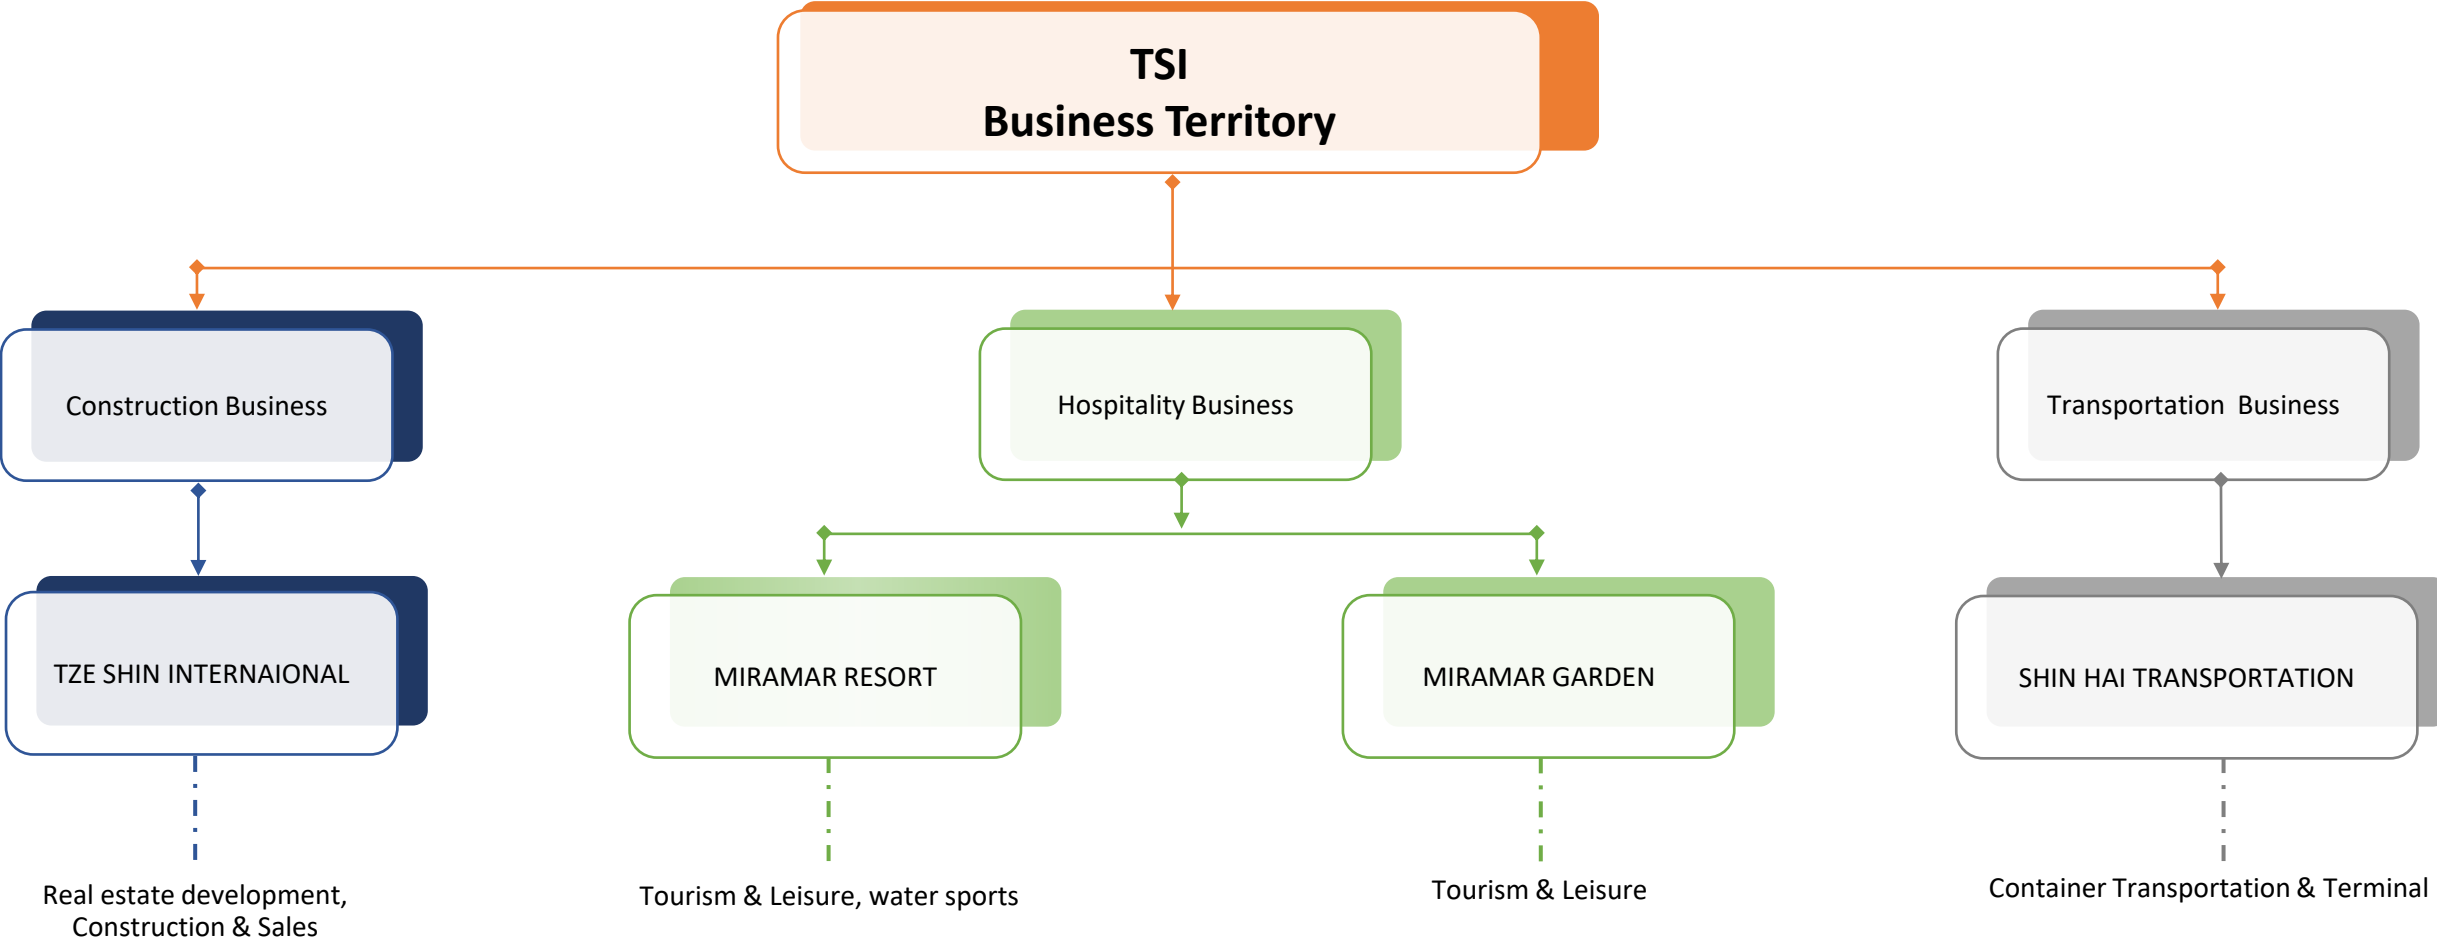 TSI
Business Territory
Construction Business
Hospitality Business
Transportation Business
TZE SHIN INTERNAIONAL
MIRAMAR RESORT
MIRAMAR GARDEN
SHIN HAI TRANSPORTATION
Real estate development,
Construction & Sales
Tourism & Leisure, water sports
Tourism & Leisure
Container Transportation & Terminal